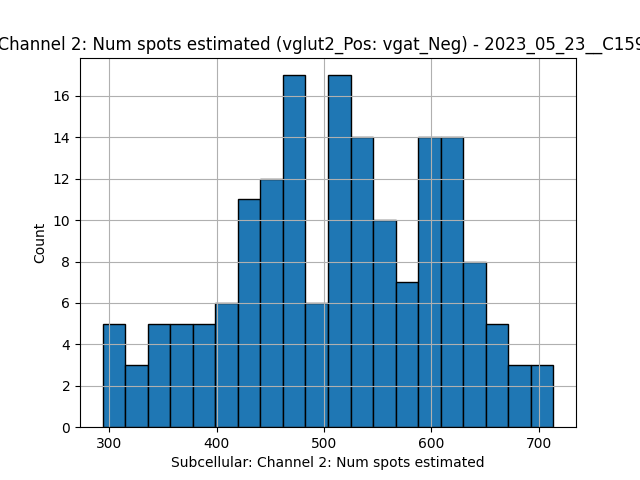 Channel 2: Num spots estimated (vglut2_Pos: vgat_Neg) - 2023_05_23__C159
16
14
12
10
8
6
4
2
0
Count
300 400 500 600 700
Subcellular: Channel 2: Num spots estimated